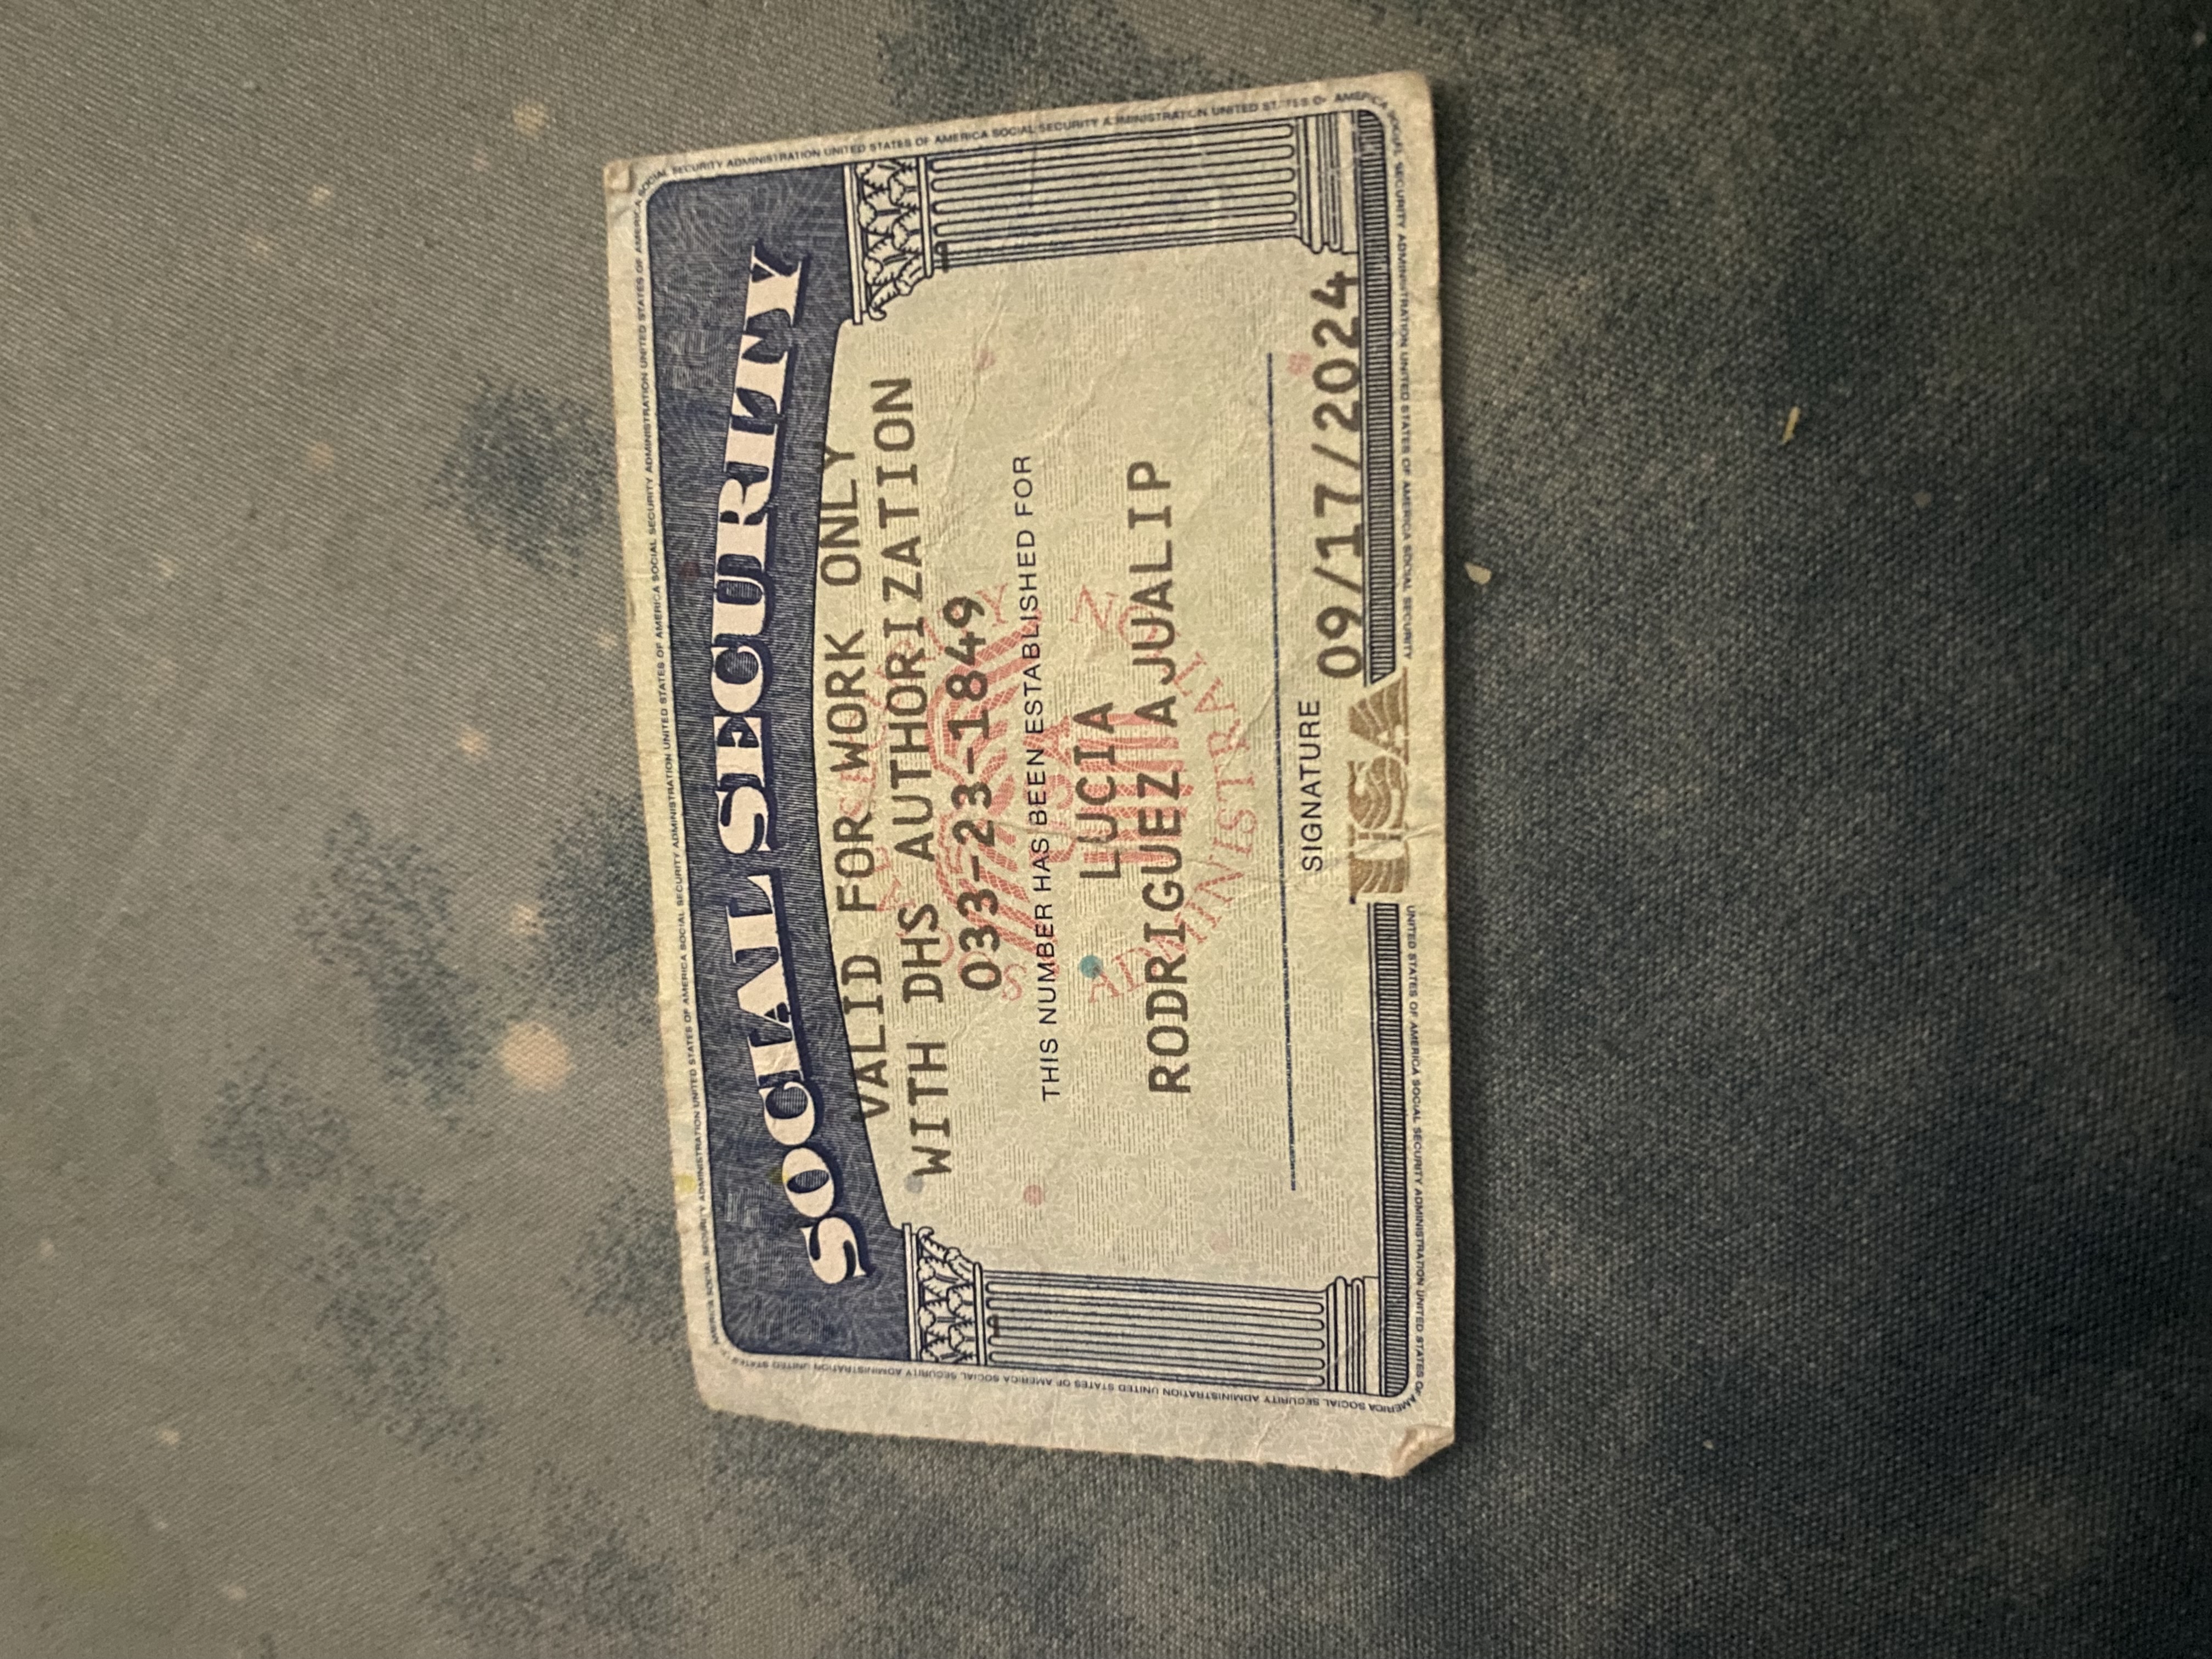 SOCIAL SECURITY
VALID FOR WORK ONLY
WITH DHS AUTHORIZATION
033-23-1849
THIS NUMBER HAS BEEN ESTABLISHED FOR
LUCIA
RODRIGUEZ AJUALIP
SIGNATURE
09/17/2024
USA